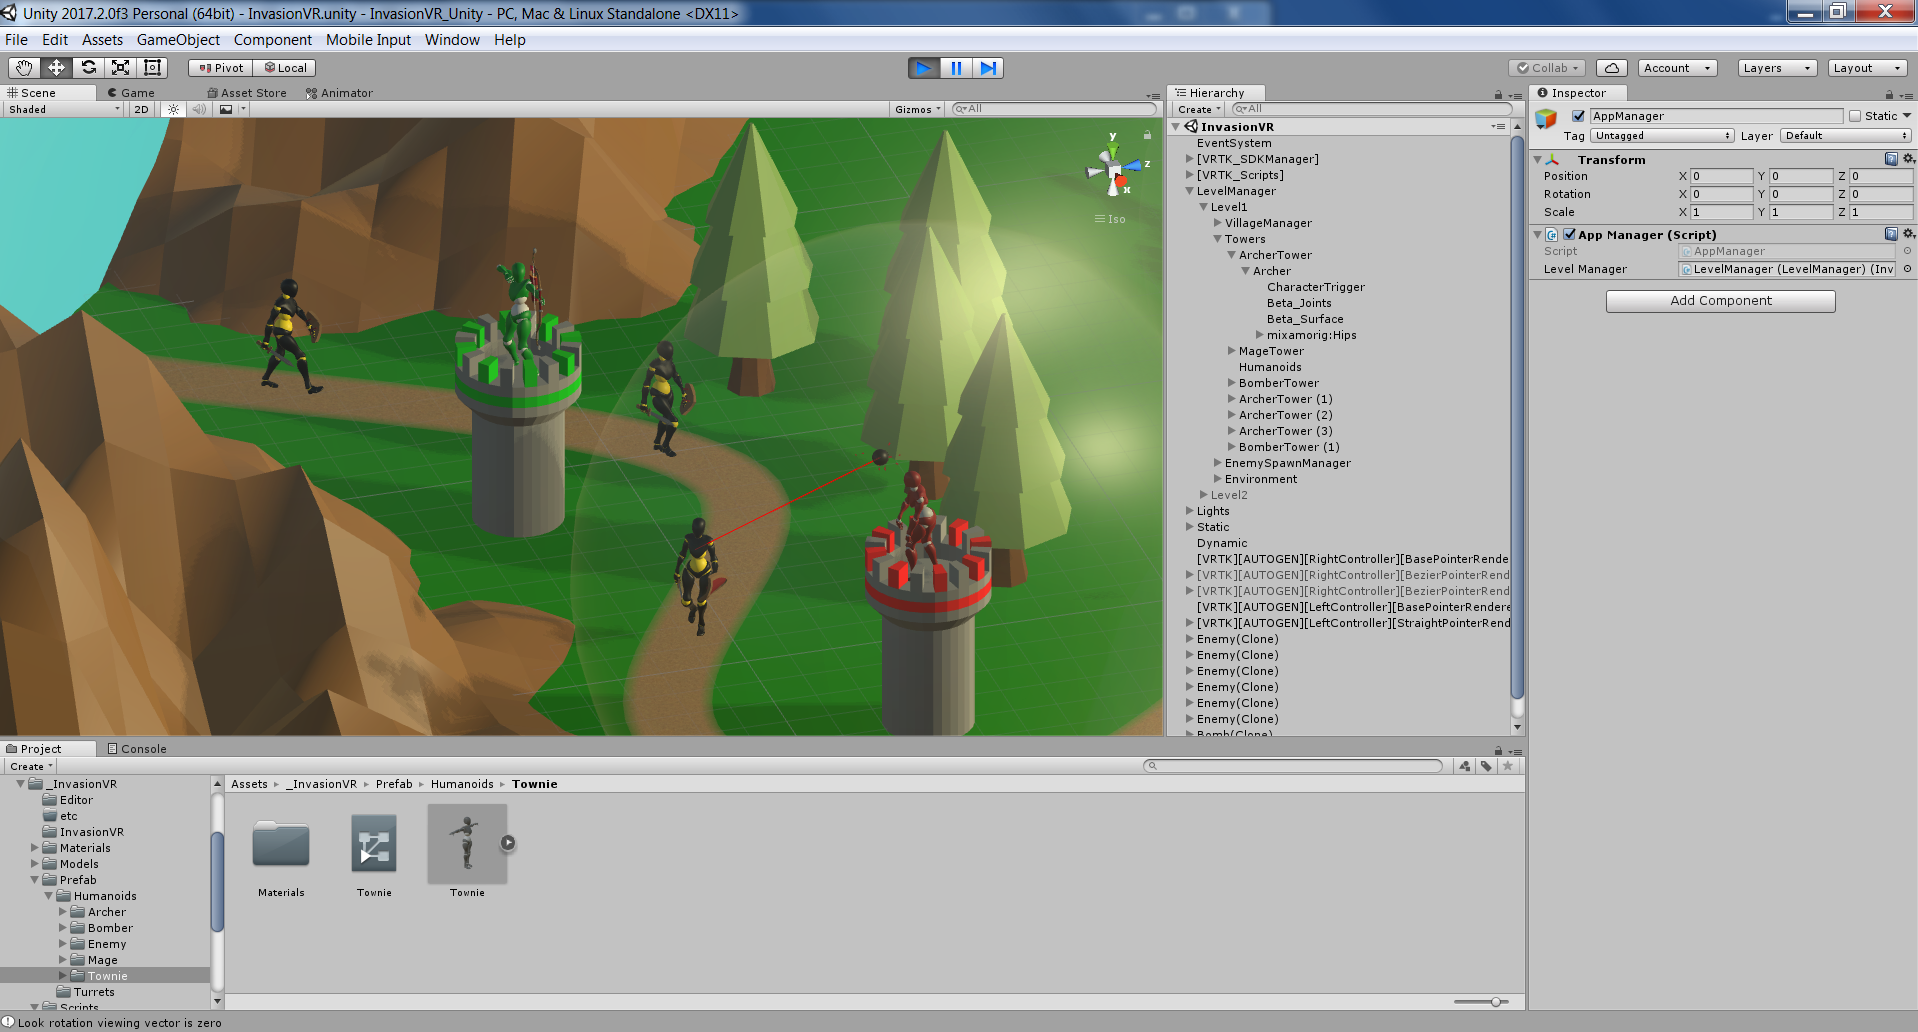 Unity 2017.2.0f3 Personal (64bit) - InvasionVR.unity - InvasionVR_Unity - PC, Mac & Linux Standalone <DX11>
File Edit Assets GameObject Component Mobile Input Window Help
Pivot Local Collab Account Layers Layout
Scene Game Asset Store Animator
Shaded 2D Gizmos All
y
z
x
Iso
Hierarchy
Create All
InvasionVR
EventSystem
[VRTK_SDKManager]
[VRTK_Scripts]
LevelManager
Level1
VillageManager
Towers
ArcherTower
Archer
CharacterTrigger
Beta_Joints
Beta_Surface
mixamorig:Hips
MageTower
Humanoids
BomberTower
ArcherTower (1)
ArcherTower (2)
ArcherTower (3)
BomberTower (1)
EnemySpawnManager
Environment
Level2
Lights
Static
Dynamic
[VRTK][AUTOGEN][RightController][BasePointerRende
[VRTK][AUTOGEN][RightController][BezierPointerRend
[VRTK][AUTOGEN][RightController][BezierPointerRend
[VRTK][AUTOGEN][LeftController][BasePointerRendere
[VRTK][AUTOGEN][LeftController][StraightPointerRend
Enemy(Clone)
Enemy(Clone)
Enemy(Clone)
Enemy(Clone)
Enemy(Clone)
Enemy(Clone)
Bomb(Clone)
Inspector
AppManager Static
Tag Untagged Layer Default
Transform
Position X 0 Y 0 Z 0
Rotation X 0 Y 0 Z 0
Scale X 1 Y 1 Z 1
App Manager (Script)
Script AppManager
Level Manager LevelManager (LevelManager) (Inv
Add Component
Project Console
Create
_InvasionVR
Editor
etc
InvasionVR
Materials
Models
Prefab
Humanoids
Archer
Bomber
Enemy
Mage
Townie
Turrets
Scripts
Assets _InvasionVR Prefab Humanoids Townie
Materials Townie Townie
Look rotation viewing vector is zero